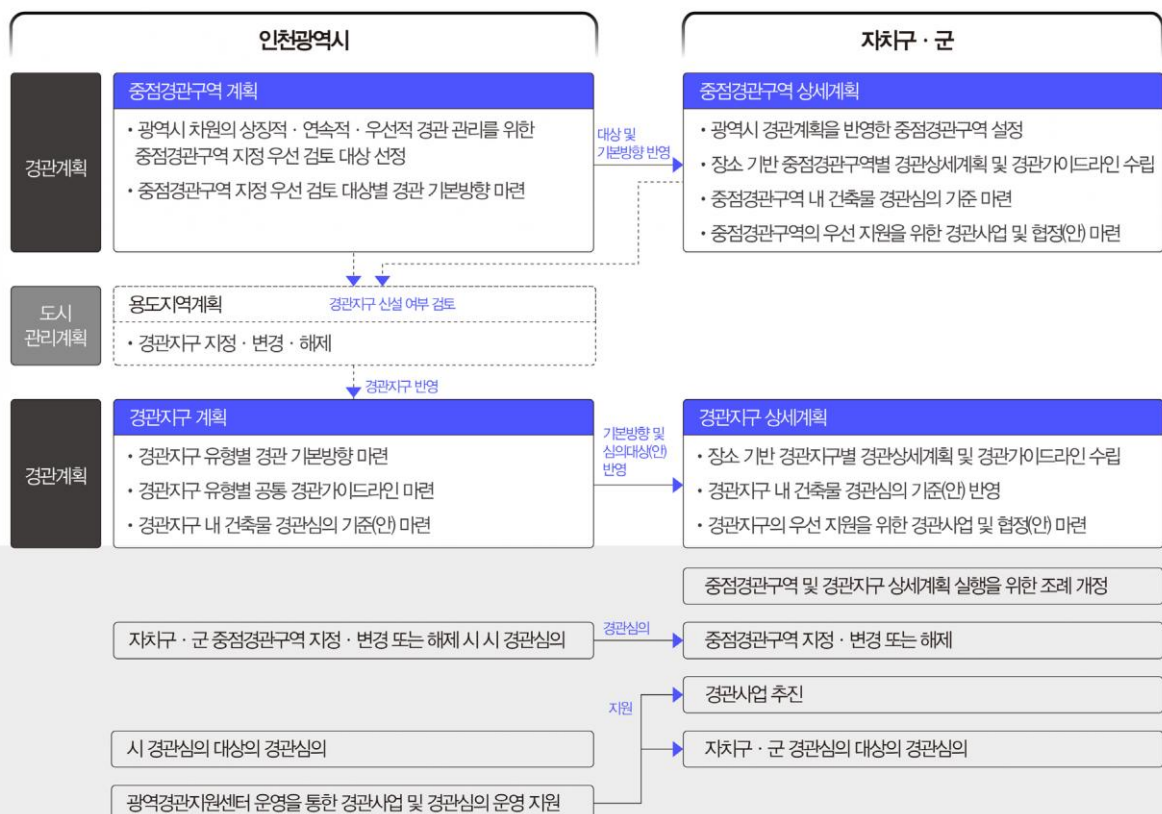 인천광역시
자치구 · 군
경관계획
중점경관구역 계획
• 광역시 차원의 상징적 · 연속적 · 우선적 경관 관리를 위한
중점경관구역 지정 우선 검토 대상 선정
• 중점경관구역 지정 우선 검토 대상별 경관 기본방향 마련
대상 및
기본방향 반영
중점경관구역 상세계획
• 광역시 경관계획을 반영한 중점경관구역 설정
• 장소 기반 중점경관구역별 경관상세계획 및 경관가이드라인 수립
• 중점경관구역 내 건축물 경관심의 기준 마련
• 중점경관구역의 우선 지원을 위한 경관사업 및 협정(안) 마련
도시
관리계획
용도지역계획
경관지구 신설 여부 검토
• 경관지구 지정 · 변경 · 해제
경관지구 반영
경관계획
경관지구 계획
• 경관지구 유형별 경관 기본방향 마련
• 경관지구 유형별 공통 경관가이드라인 마련
• 경관지구 내 건축물 경관심의 기준(안) 마련
기본방향 및
심의대상(안)
반영
경관지구 상세계획
• 장소 기반 경관지구별 경관상세계획 및 경관가이드라인 수립
• 경관지구 내 건축물 경관심의 기준(안) 반영
• 경관지구의 우선 지원을 위한 경관사업 및 협정(안) 마련
중점경관구역 및 경관지구 상세계획 실행을 위한 조례 개정
자치구 · 군 중점경관구역 지정 · 변경 또는 해제 시 시 경관심의
경관심의
중점경관구역 지정 · 변경 또는 해제
경관사업 추진
지원
시 경관심의 대상의 경관심의
자치구 · 군 경관심의 대상의 경관심의
광역경관지원센터 운영을 통한 경관사업 및 경관심의 운영 지원